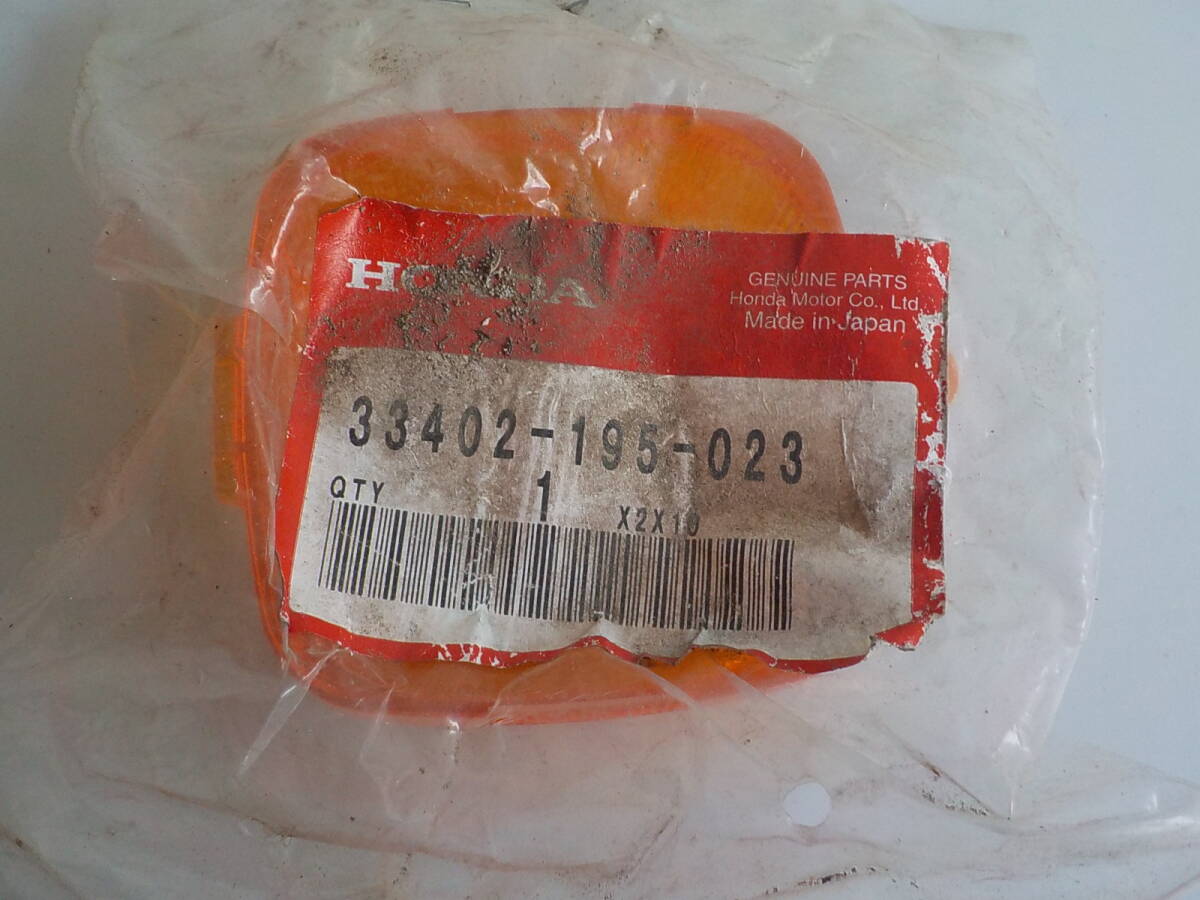 HONDA
GENUINE PARTS
Honda Motor Co., Ltd.
Made in Japan
33402-195-023
QTY 1 X2X10